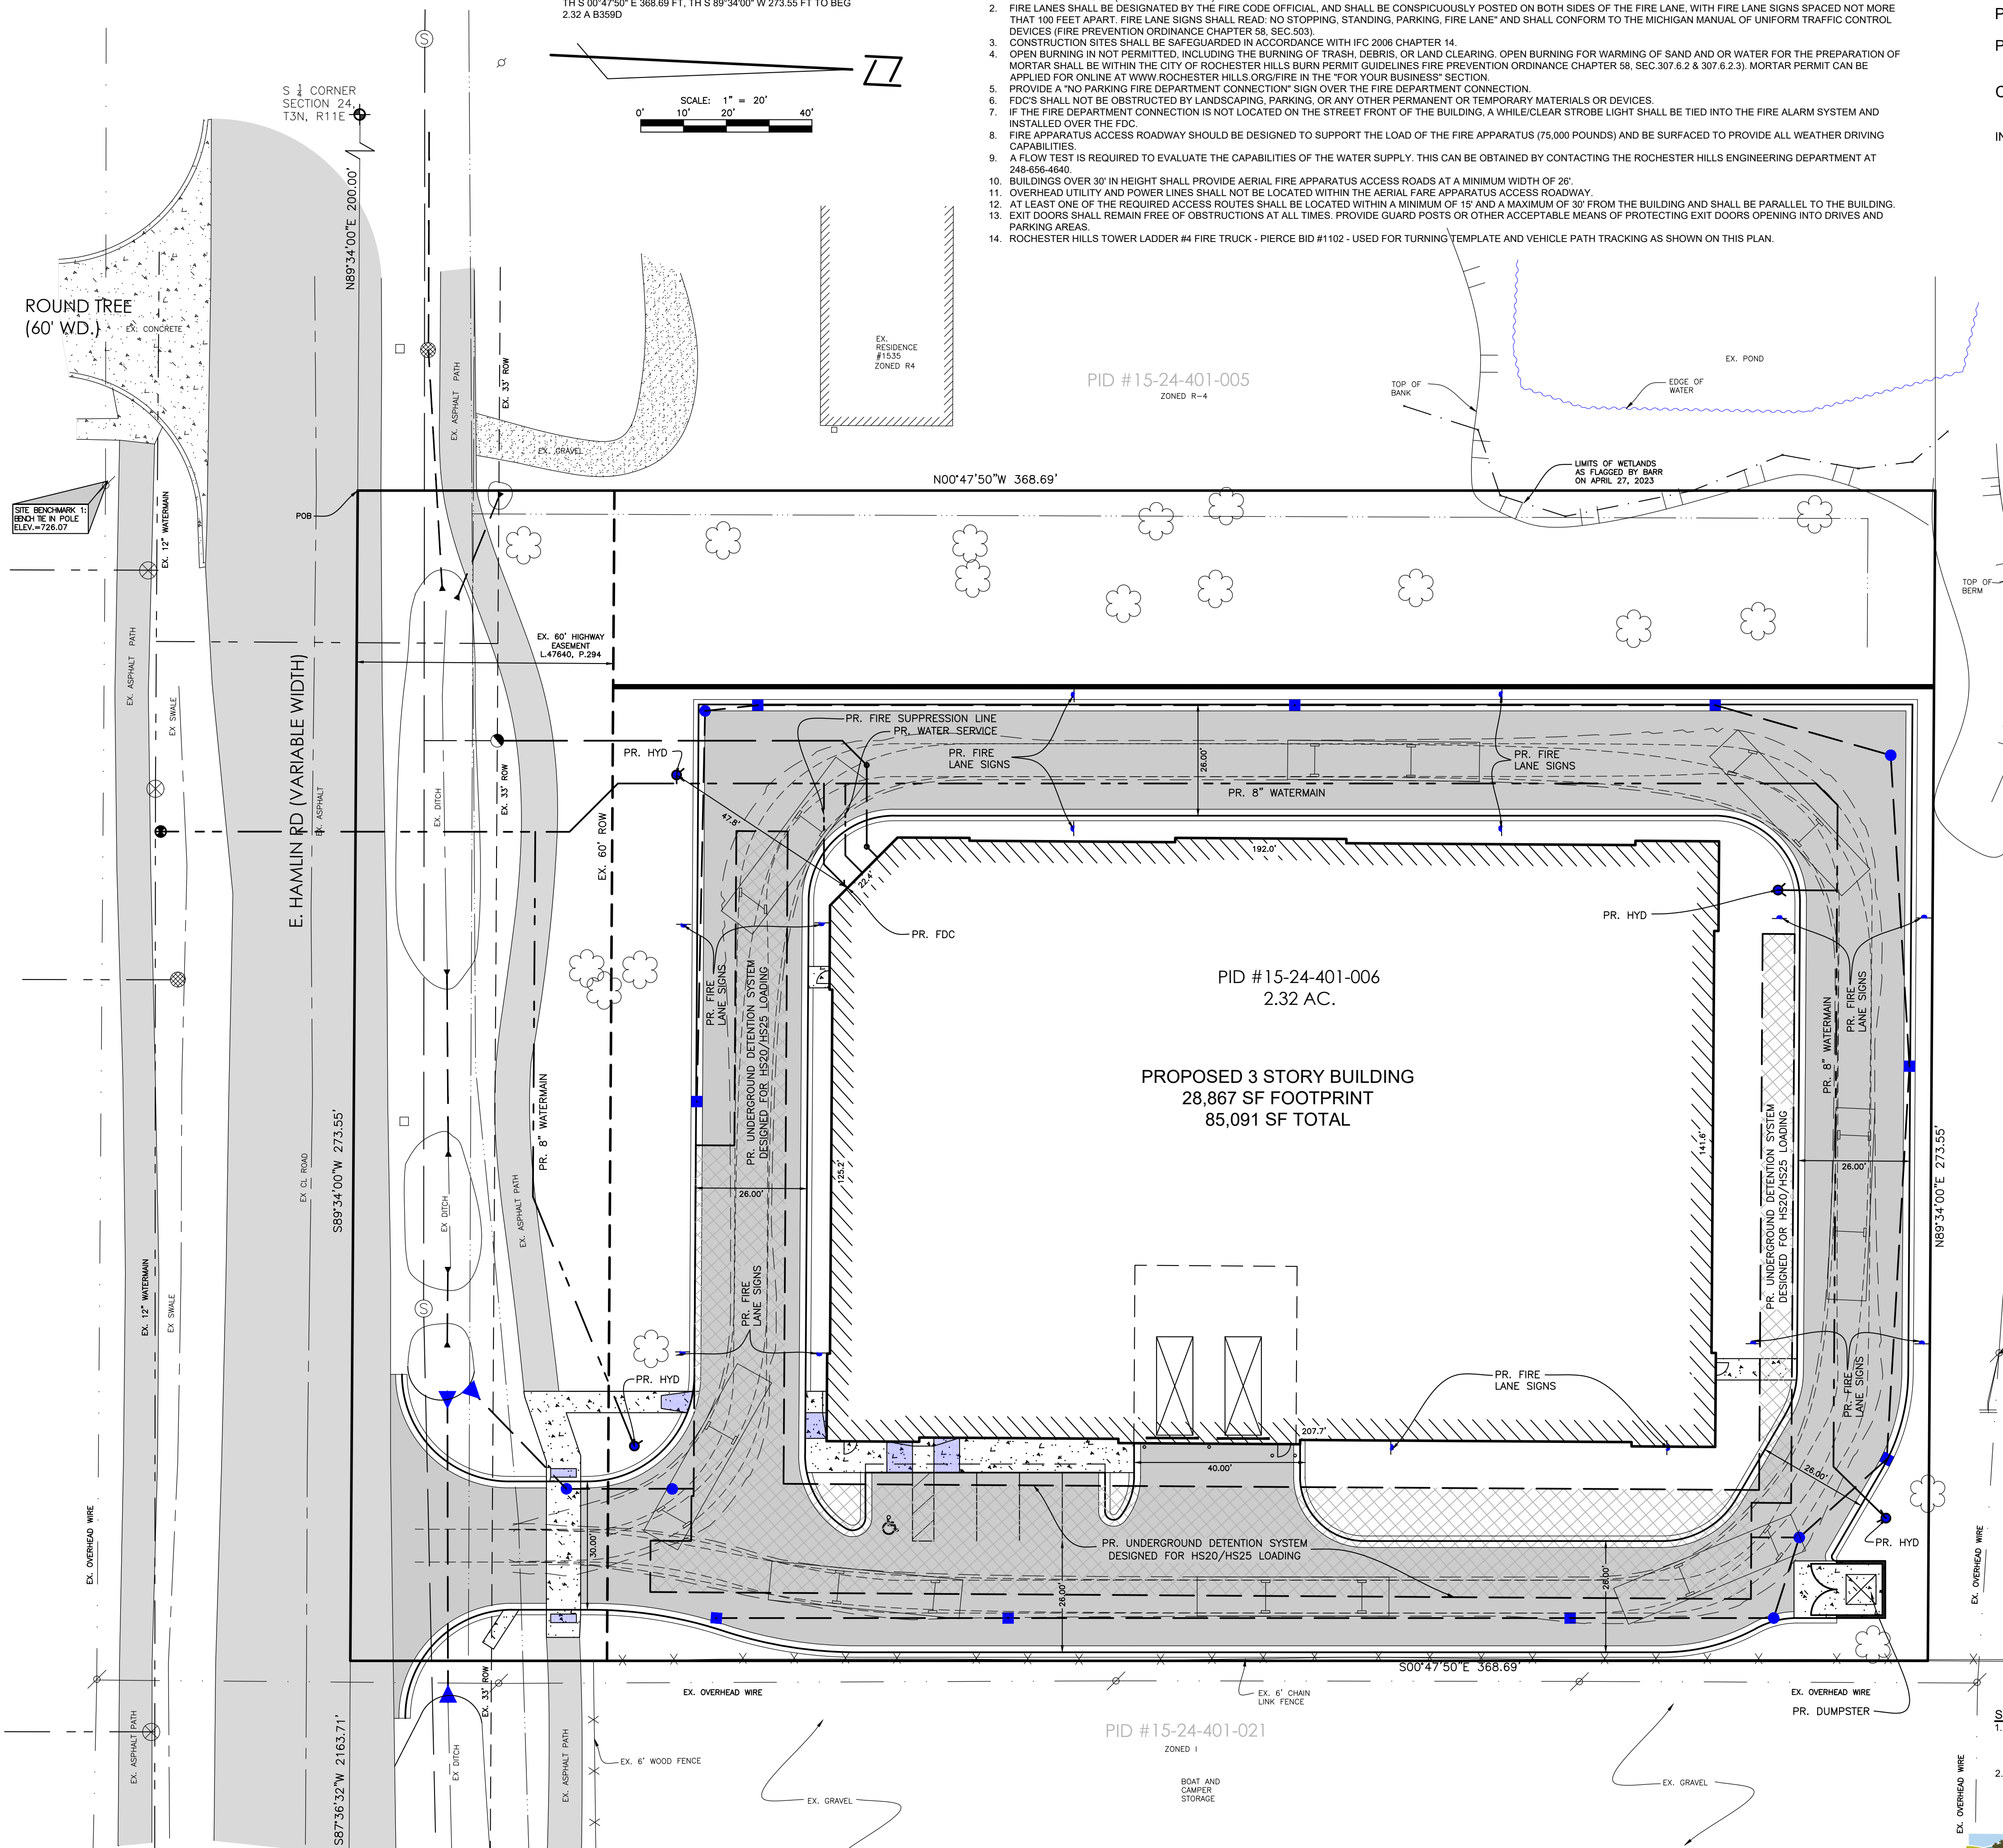 TH S 00°47'50" E 368.69 FT, TH S 89°34'00" W 273.55 FT TO BEG
2.32 A B359D
2. FIRE LANES SHALL BE DESIGNATED BY THE FIRE CODE OFFICIAL, AND SHALL BE CONSPICUOUSLY POSTED ON BOTH SIDES OF THE FIRE LANE, WITH FIRE LANE SIGNS SPACED NOT MORE
THAT 100 FEET APART. FIRE LANE SIGNS SHALL READ: NO STOPPING, STANDING, PARKING, FIRE LANE" AND SHALL CONFORM TO THE MICHIGAN MANUAL OF UNIFORM TRAFFIC CONTROL
DEVICES (FIRE PREVENTION ORDINANCE CHAPTER 58, SEC.503).
3. CONSTRUCTION SITES SHALL BE SAFEGUARDED IN ACCORDANCE WITH IFC 2006 CHAPTER 14.
4. OPEN BURNING IN NOT PERMITTED, INCLUDING THE BURNING OF TRASH, DEBRIS, OR LAND CLEARING. OPEN BURNING FOR WARMING OF SAND AND OR WATER FOR THE PREPARATION OF
MORTAR SHALL BE WITHIN THE CITY OF ROCHESTER HILLS BURN PERMIT GUIDELINES FIRE PREVENTION ORDINANCE CHAPTER 58, SEC.307.6.2 & 307.6.2.3). MORTAR PERMIT CAN BE
APPLIED FOR ONLINE AT WWW.ROCHESTER HILLS.ORG/FIRE IN THE "FOR YOUR BUSINESS" SECTION.
5. PROVIDE A "NO PARKING FIRE DEPARTMENT CONNECTION" SIGN OVER THE FIRE DEPARTMENT CONNECTION.
6. FDC'S SHALL NOT BE OBSTRUCTED BY LANDSCAPING, PARKING, OR ANY OTHER PERMANENT OR TEMPORARY MATERIALS OR DEVICES.
7. IF THE FIRE DEPARTMENT CONNECTION IS NOT LOCATED ON THE STREET FRONT OF THE BUILDING, A WHILE/CLEAR STROBE LIGHT SHALL BE TIED INTO THE FIRE ALARM SYSTEM AND
INSTALLED OVER THE FDC.
8. FIRE APPARATUS ACCESS ROADWAY SHOULD BE DESIGNED TO SUPPORT THE LOAD OF THE FIRE APPARATUS (75,000 POUNDS) AND BE SURFACED TO PROVIDE ALL WEATHER DRIVING
CAPABILITIES.
9. A FLOW TEST IS REQUIRED TO EVALUATE THE CAPABILITIES OF THE WATER SUPPLY. THIS CAN BE OBTAINED BY CONTACTING THE ROCHESTER HILLS ENGINEERING DEPARTMENT AT
248-656-4640.
10. BUILDINGS OVER 30' IN HEIGHT SHALL PROVIDE AERIAL FIRE APPARATUS ACCESS ROADS AT A MINIMUM WIDTH OF 26'.
11. OVERHEAD UTILITY AND POWER LINES SHALL NOT BE LOCATED WITHIN THE AERIAL FARE APPARATUS ACCESS ROADWAY.
12. AT LEAST ONE OF THE REQUIRED ACCESS ROUTES SHALL BE LOCATED WITHIN A MINIMUM OF 15' AND A MAXIMUM OF 30' FROM THE BUILDING AND SHALL BE PARALLEL TO THE BUILDING.
13. EXIT DOORS SHALL REMAIN FREE OF OBSTRUCTIONS AT ALL TIMES. PROVIDE GUARD POSTS OR OTHER ACCEPTABLE MEANS OF PROTECTING EXIT DOORS OPENING INTO DRIVES AND
PARKING AREAS.
14. ROCHESTER HILLS TOWER LADDER #4 FIRE TRUCK - PIERCE BID #1102 - USED FOR TURNING TEMPLATE AND VEHICLE PATH TRACKING AS SHOWN ON THIS PLAN.
N
SCALE: 1" = 20'
0' 10' 20' 40'
S
S 1/4 CORNER
SECTION 24,
T3N, R11E
N89°34'00"E 200.00'
ROUND TREE
(60' WD.)
EX. CONCRETE
EX. ASPHALT PATH
EX. 33' ROW
EX. GRAVEL
EX.
RESIDENCE
#1535
ZONED R4
PID #15-24-401-005
ZONED R-4
EX. POND
TOP OF
BANK
EDGE OF
WATER
LIMITS OF WETLANDS
AS FLAGGED BY BARR
ON APRIL 27, 2023
N00°47'50"W 368.69'
SITE BENCHMARK 1:
BENCH TIE IN POLE
ELEV.=726.07
EX. 12" WATERMAIN
POB
TOP OF
BERM
EX. 60' HIGHWAY
EASEMENT
L.47640, P.294
EX. ASPHALT PATH
EX SWALE
E. HAMLIN RD (VARIABLE WIDTH)
EX. ASPHALT
EX. DITCH
EX. 33' ROW
EX. 60' ROW
PR. FIRE SUPPRESSION LINE
PR. WATER SERVICE
PR. HYD
PR. FIRE
LANE SIGNS
26.00'
PR. FIRE
LANE SIGNS
PR. 8" WATERMAIN
47.8'
192.0'
22.4'
PR. HYD
PR. FDC
PR. FIRE
LANE SIGNS
PR. UNDERGROUND DETENTION SYSTEM
DESIGNED FOR HS20/HS25 LOADING
PID #15-24-401-006
2.32 AC.
PROPOSED 3 STORY BUILDING
28,867 SF FOOTPRINT
85,091 SF TOTAL
PR. 8" WATERMAIN
PR. FIRE
LANE SIGNS
PR. UNDERGROUND DETENTION SYSTEM
DESIGNED FOR HS20/HS25 LOADING
PR. 8" WATERMAIN
S89°34'00"W 273.55'
EX CL ROAD
EX DITCH
EX. ASPHALT PATH
26.00'
125.2'
141.6'
26.00'
N89°34'00"E 273.55'
EX. 12" WATERMAIN
EX SWALE
S
PR. FIRE
LANE SIGNS
PR. HYD
PR. FIRE
LANE SIGNS
PR. FIRE
LANE SIGNS
207.7'
40.00'
26.00'
EX. OVERHEAD WIRE
30.00'
PR. UNDERGROUND DETENTION SYSTEM
DESIGNED FOR HS20/HS25 LOADING
26.00'
26.00'
PR. HYD
EX. OVERHEAD WIRE
S00°47'50"E 368.69'
EX. 33' ROW
EX. OVERHEAD WIRE
EX. 6' CHAIN
LINK FENCE
EX. OVERHEAD WIRE
PR. DUMPSTER
PID #15-24-401-021
ZONED I
EX. ASPHALT PATH
S87°36'32"W 2163.71'
EX DITCH
EX. ASPHALT PATH
EX. 6' WOOD FENCE
EX. GRAVEL
BOAT AND
CAMPER
STORAGE
EX. GRAVEL
EX. OVERHEAD WIRE
1.
2.